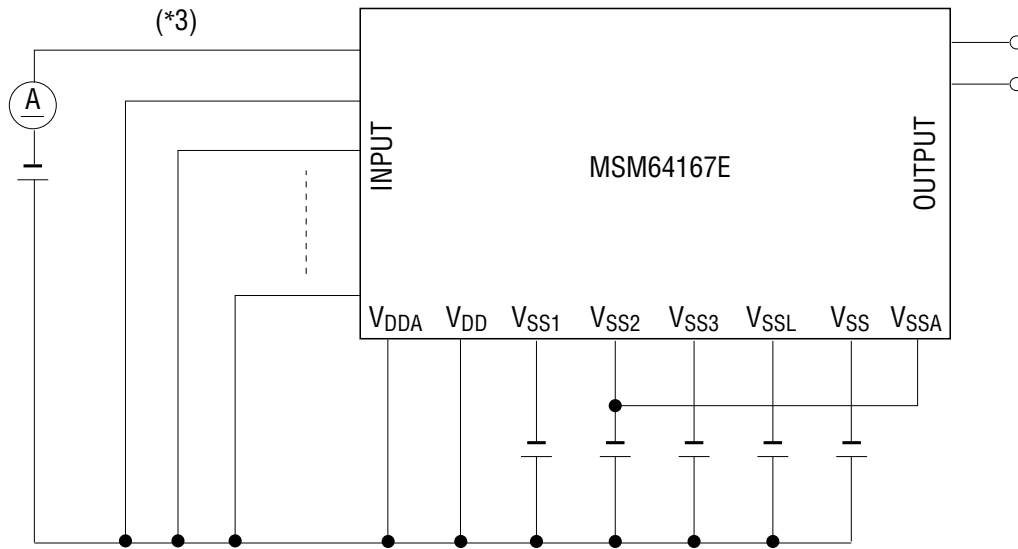 (*3)
A
INPUT
MSM64167E
OUTPUT
VDDA VDD VSS1 VSS2 VSS3 VSSL VSS VSSA